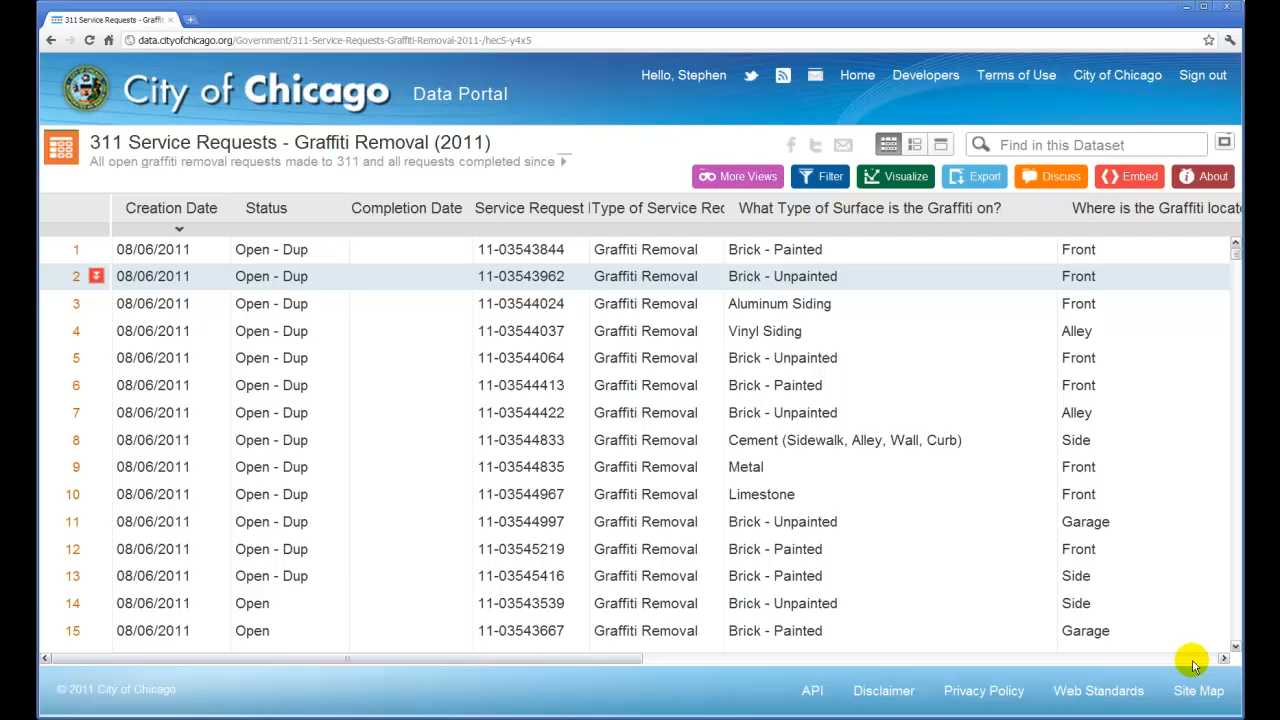 311 Service Requests - Graffiti
data.cityofchicago.org/Government/311-Service-Requests-Graffiti-Removal-2011-/hec5-y4x5
City of Chicago Data Portal
Hello, Stephen Home Developers Terms of Use City of Chicago Sign out
311 Service Requests - Graffiti Removal (2011)
All open graffiti removal requests made to 311 and all requests completed since
Find in this Dataset
More Views Filter Visualize Export Discuss Embed About
Creation Date Status Completion Date Service Request Type of Service Rec What Type of Surface is the Graffiti on? Where is the Graffiti locate
1 08/06/2011 Open - Dup 11-03543844 Graffiti Removal Brick - Painted Front
2 08/06/2011 Open - Dup 11-03543962 Graffiti Removal Brick - Unpainted Front
3 08/06/2011 Open - Dup 11-03544024 Graffiti Removal Aluminum Siding Front
4 08/06/2011 Open - Dup 11-03544037 Graffiti Removal Vinyl Siding Alley
5 08/06/2011 Open - Dup 11-03544064 Graffiti Removal Brick - Unpainted Front
6 08/06/2011 Open - Dup 11-03544413 Graffiti Removal Brick - Painted Front
7 08/06/2011 Open - Dup 11-03544422 Graffiti Removal Brick - Unpainted Alley
8 08/06/2011 Open - Dup 11-03544833 Graffiti Removal Cement (Sidewalk, Alley, Wall, Curb) Side
9 08/06/2011 Open - Dup 11-03544835 Graffiti Removal Metal Front
10 08/06/2011 Open - Dup 11-03544967 Graffiti Removal Limestone Front
11 08/06/2011 Open - Dup 11-03544997 Graffiti Removal Brick - Unpainted Garage
12 08/06/2011 Open - Dup 11-03545219 Graffiti Removal Brick - Painted Front
13 08/06/2011 Open - Dup 11-03545416 Graffiti Removal Brick - Painted Side
14 08/06/2011 Open 11-03543539 Graffiti Removal Brick - Unpainted Side
15 08/06/2011 Open 11-03543667 Graffiti Removal Brick - Painted Garage
© 2011 City of Chicago API Disclaimer Privacy Policy Web Standards Site Map